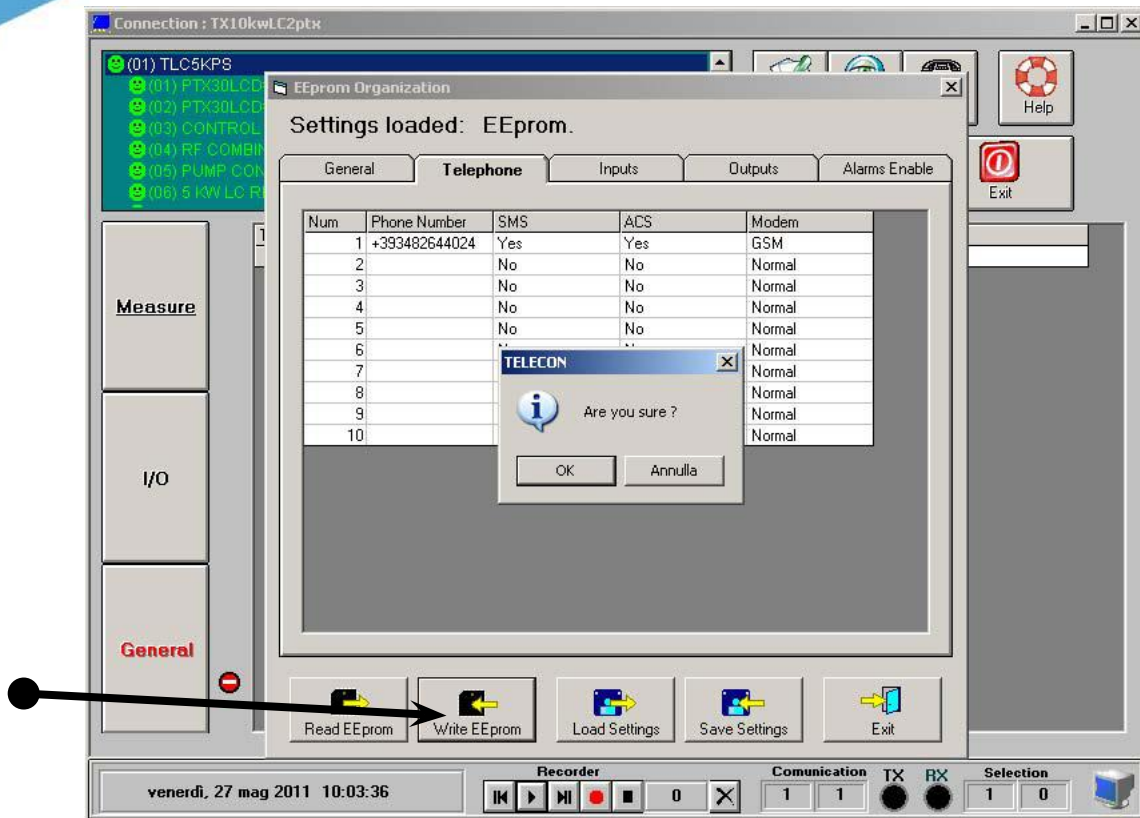 Connection : TX10kwLC2ptx
(01) TLC5KPS
(01) PTX30LCD
(02) PTX30LCD
(03) CONTROL
(04) RF COMBIN
(05) PUMP CON
(06) 5 KW LC R
Help
Exit
EEprom Organization
Settings loaded: EEprom.
General Telephone Inputs Outputs Alarms Enable
Num Phone Number SMS ACS Modem
1 +393482644024 Yes Yes GSM
2 No No Normal
3 No No Normal
4 No No Normal
5 No No Normal
6 Normal
7 Normal
8 Normal
9 Normal
10 Normal
TELECON
Are you sure ?
OK Annulla
Measure
I/O
General
Read EEprom Write EEprom Load Settings Save Settings Exit
venerdì, 27 mag 2011 10:03:36
Recorder
0
Comunication
1 1
TX RX
Selection
1 0